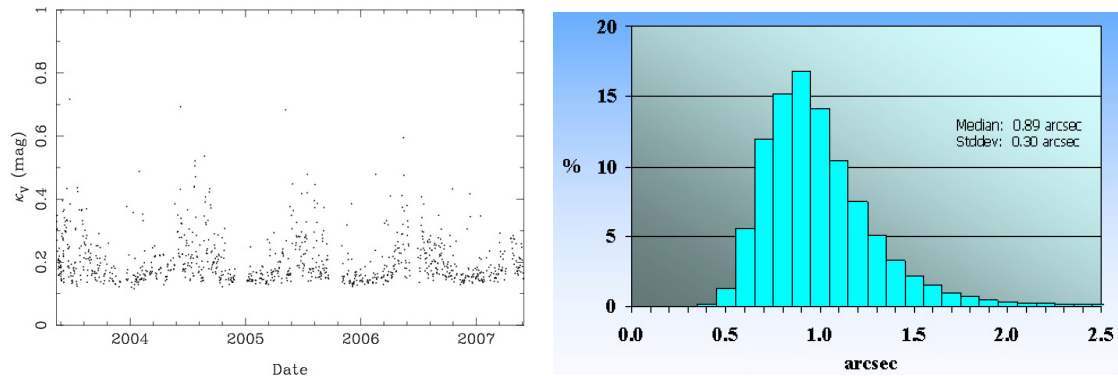 1
0.8
0.6
0.4
0.2
0
κV (mag)
2004 2005 2006 2007
Date
20
15
10
5
0
%
Median: 0.89 arcsec
Stddev: 0.30 arcsec
0.0 0.5 1.0 1.5 2.0 2.5
arcsec